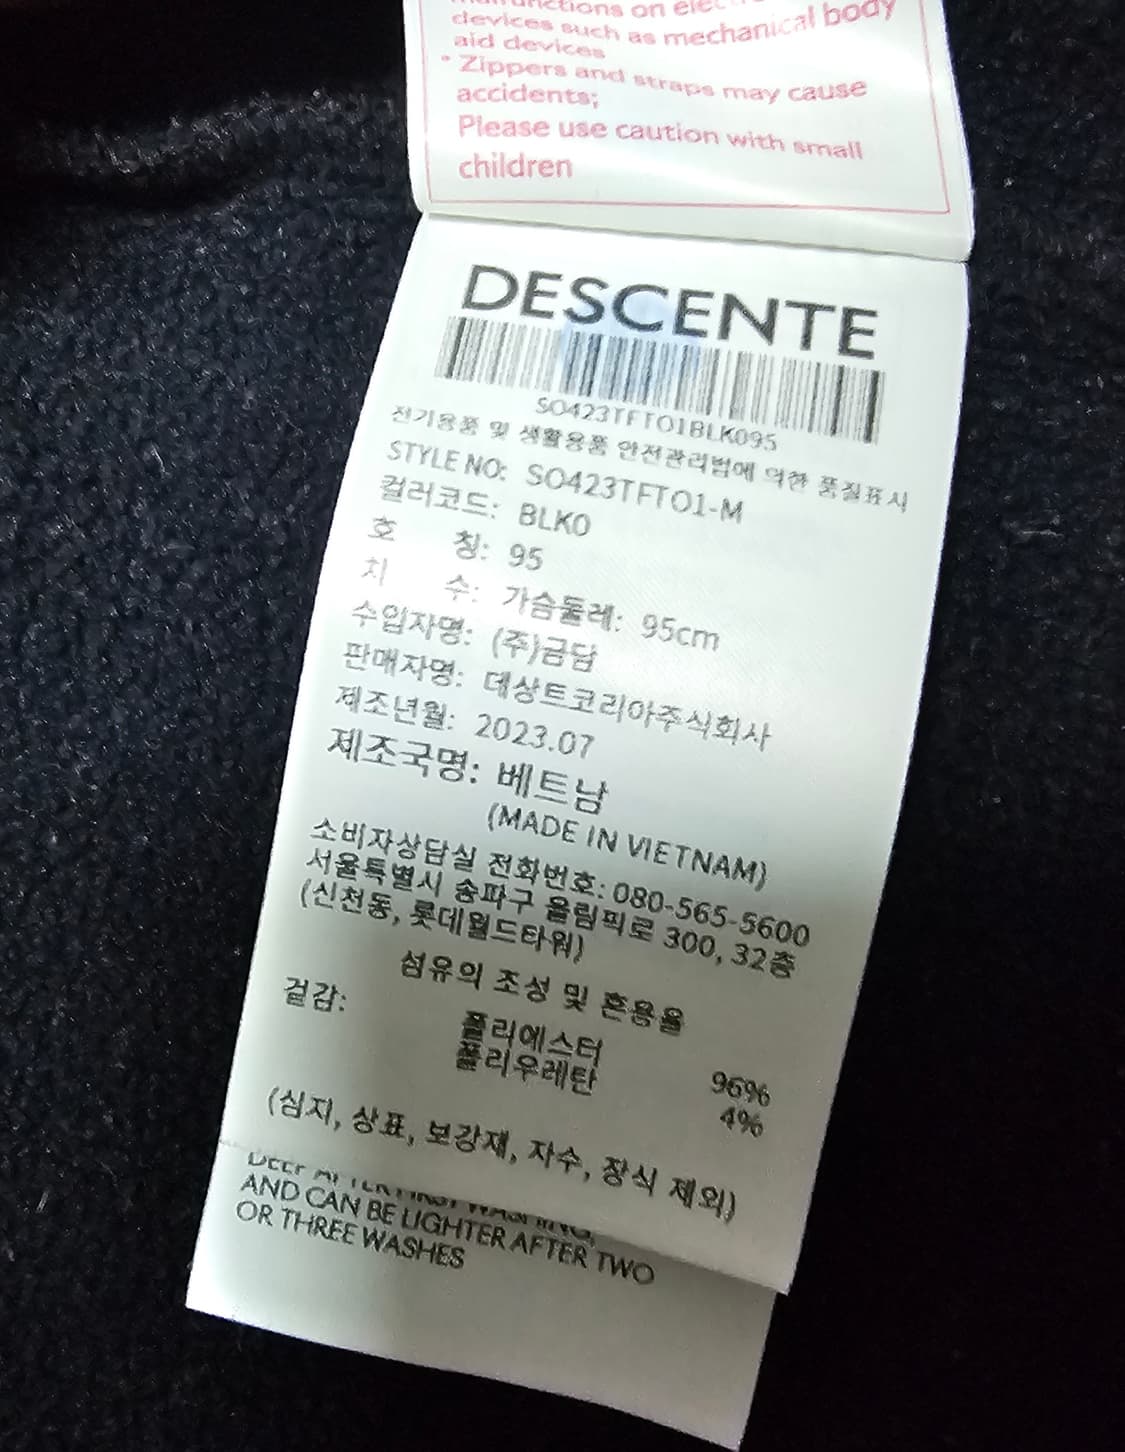 devices such as mechanical body
aid devices
* Zippers and straps may cause
accidents;
Please use caution with small
children
DESCENTE
SO423TFTO1BLK095
전기용품 및 생활용품 안전관리법에 의한 품질표시
STYLE NO: SO423TFTO1-M
컬러코드: BLK0
호 칭: 95
치 수: 가슴둘레: 95cm
수입자명: (주)금담
판매자명: 데상트코리아주식회사
제조년월: 2023.07
제조국명: 베트남
(MADE IN VIETNAM)
소비자상담실 전화번호: 080-565-5600
서울특별시 송파구 올림픽로 300, 32층
(신천동, 롯데월드타워)
섬유의 조성 및 혼용율
겉감:
폴리에스터 96%
폴리우레탄 4%
(심지, 상표, 보강재, 자수, 장식 제외)
AND CAN BE LIGHTER AFTER TWO
OR THREE WASHES